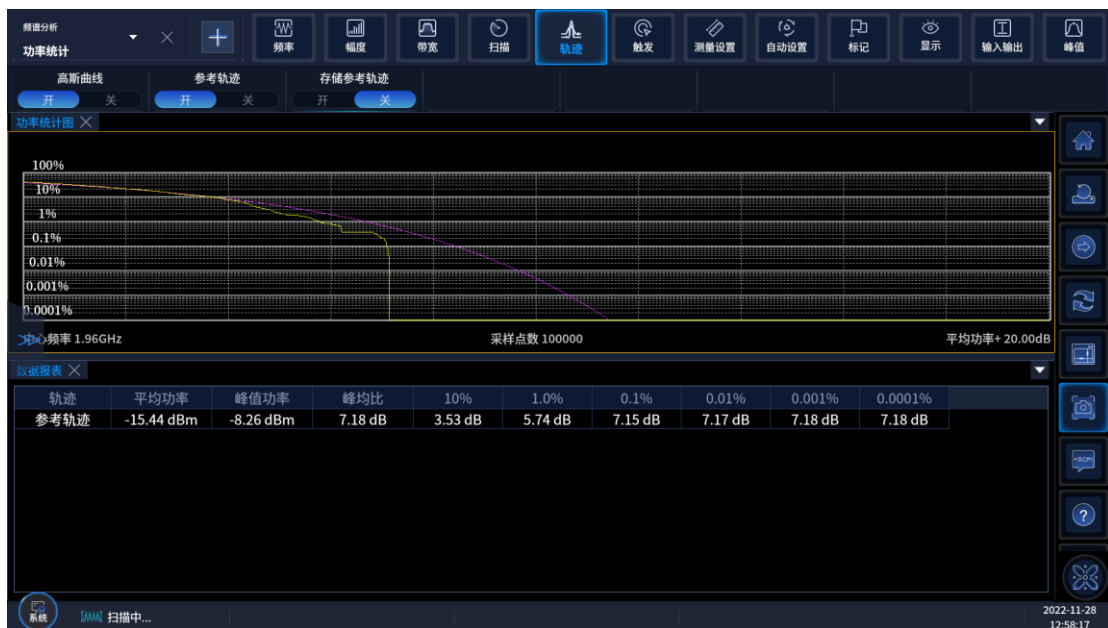 频谱分析
功率统计
频率
幅度
带宽
扫描
轨迹
触发
测量设置
自动设置
标记
显示
输入输出
峰值
高斯曲线
参考轨迹
存储参考轨迹
开 关
开 关
开 关
功率统计图
100%
10%
1%
0.1%
0.01%
0.001%
0.0001%
中心频率 1.96GHz 采样点数 100000 平均功率+ 20.00dB
数据报表
轨迹 平均功率 峰值功率 峰均比 10% 1.0% 0.1% 0.01% 0.001% 0.0001%
参考轨迹 -15.44 dBm -8.26 dBm 7.18 dB 3.53 dB 5.74 dB 7.15 dB 7.17 dB 7.18 dB 7.18 dB
+SCPI
?
系统
扫描中...
2022-11-28
12:58:17